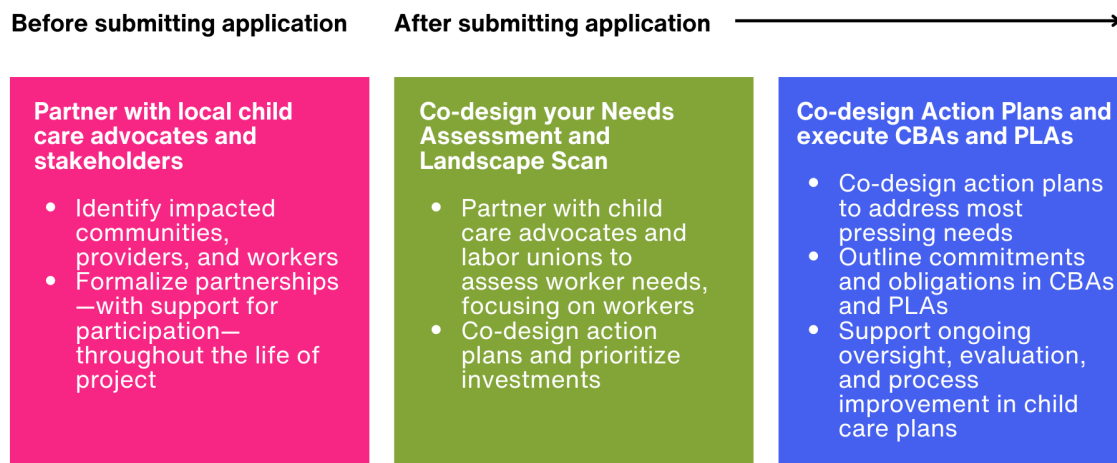 Before submitting application
After submitting application
Partner with local child
care advocates and
stakeholders
• Identify impacted
communities,
providers, and workers
• Formalize partnerships
—with support for
participation—
throughout the life of
project
Co-design your Needs
Assessment and
Landscape Scan
• Partner with child
care advocates and
labor unions to
assess worker needs,
focusing on workers
• Co-design action
plans and prioritize
investments
Co-design Action Plans and
execute CBAs and PLAs
• Co-design action plans
to address most
pressing needs
• Outline commitments
and obligations in CBAs
and PLAs
• Support ongoing
oversight, evaluation,
and process
improvement in child
care plans